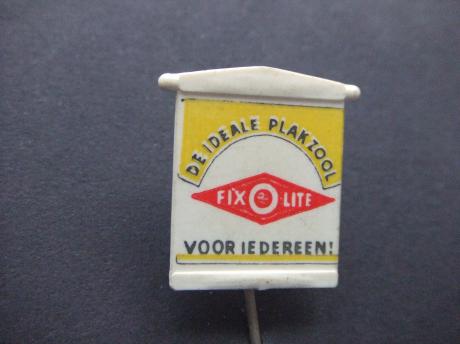 DE IDEALE PLAKZOOL
FIX O LITE
VOOR IEDEREEN!